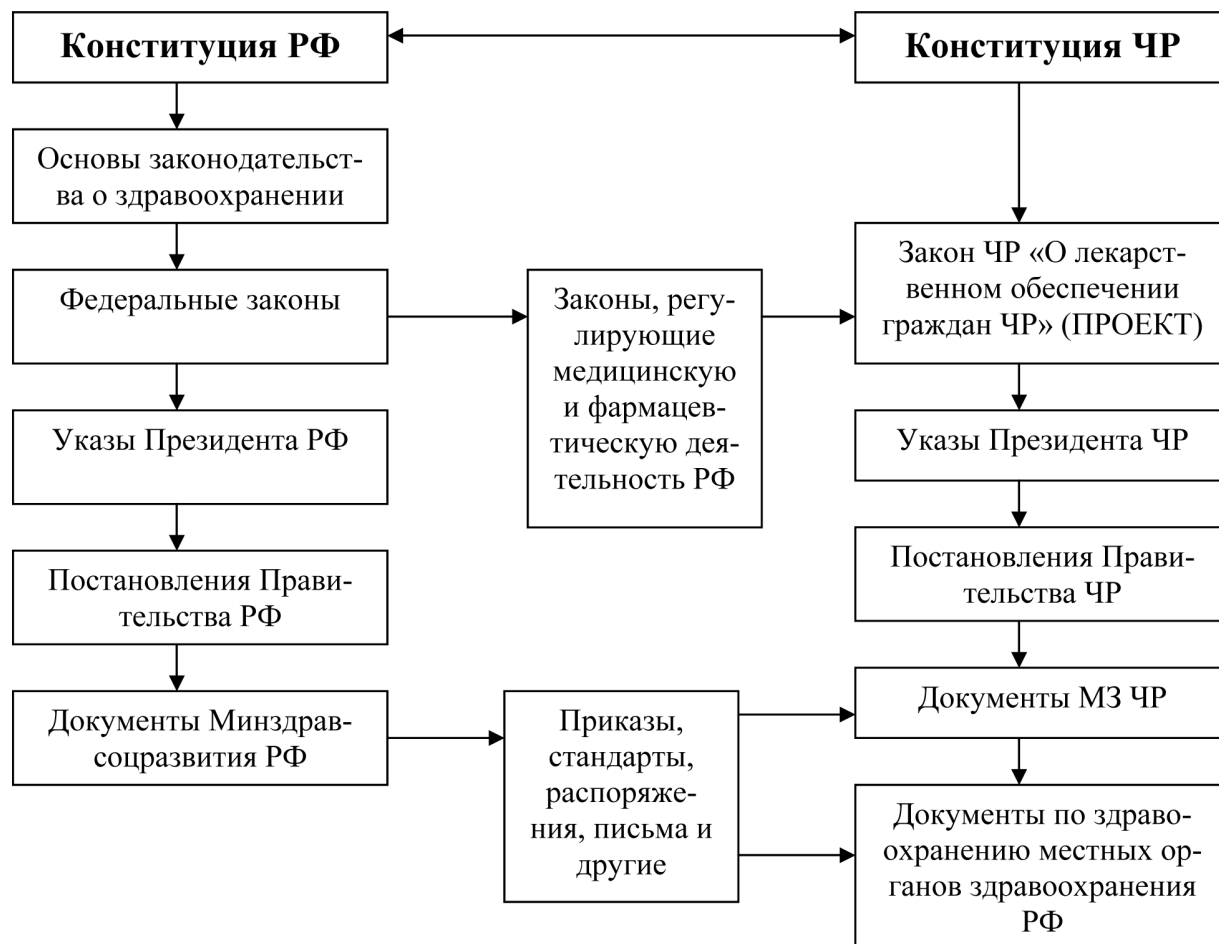 Конституция РФ
Конституция ЧР
Основы законодательст-
ва о здравоохранении
Федеральные законы
Законы, регу-
лирующие
медицинскую
и фармацев-
тическую дея-
тельность РФ
Закон ЧР «О лекарст-
венном обеспечении
граждан ЧР» (ПРОЕКТ)
Указы Президента РФ
Указы Президента ЧР
Постановления Прави-
тельства РФ
Постановления Прави-
тельства ЧР
Документы Минздрав-
соцразвития РФ
Приказы,
стандарты,
распоряже-
ния, письма и
другие
Документы МЗ ЧР
Документы по здраво-
охранению местных ор-
ганов здравоохранения
РФ